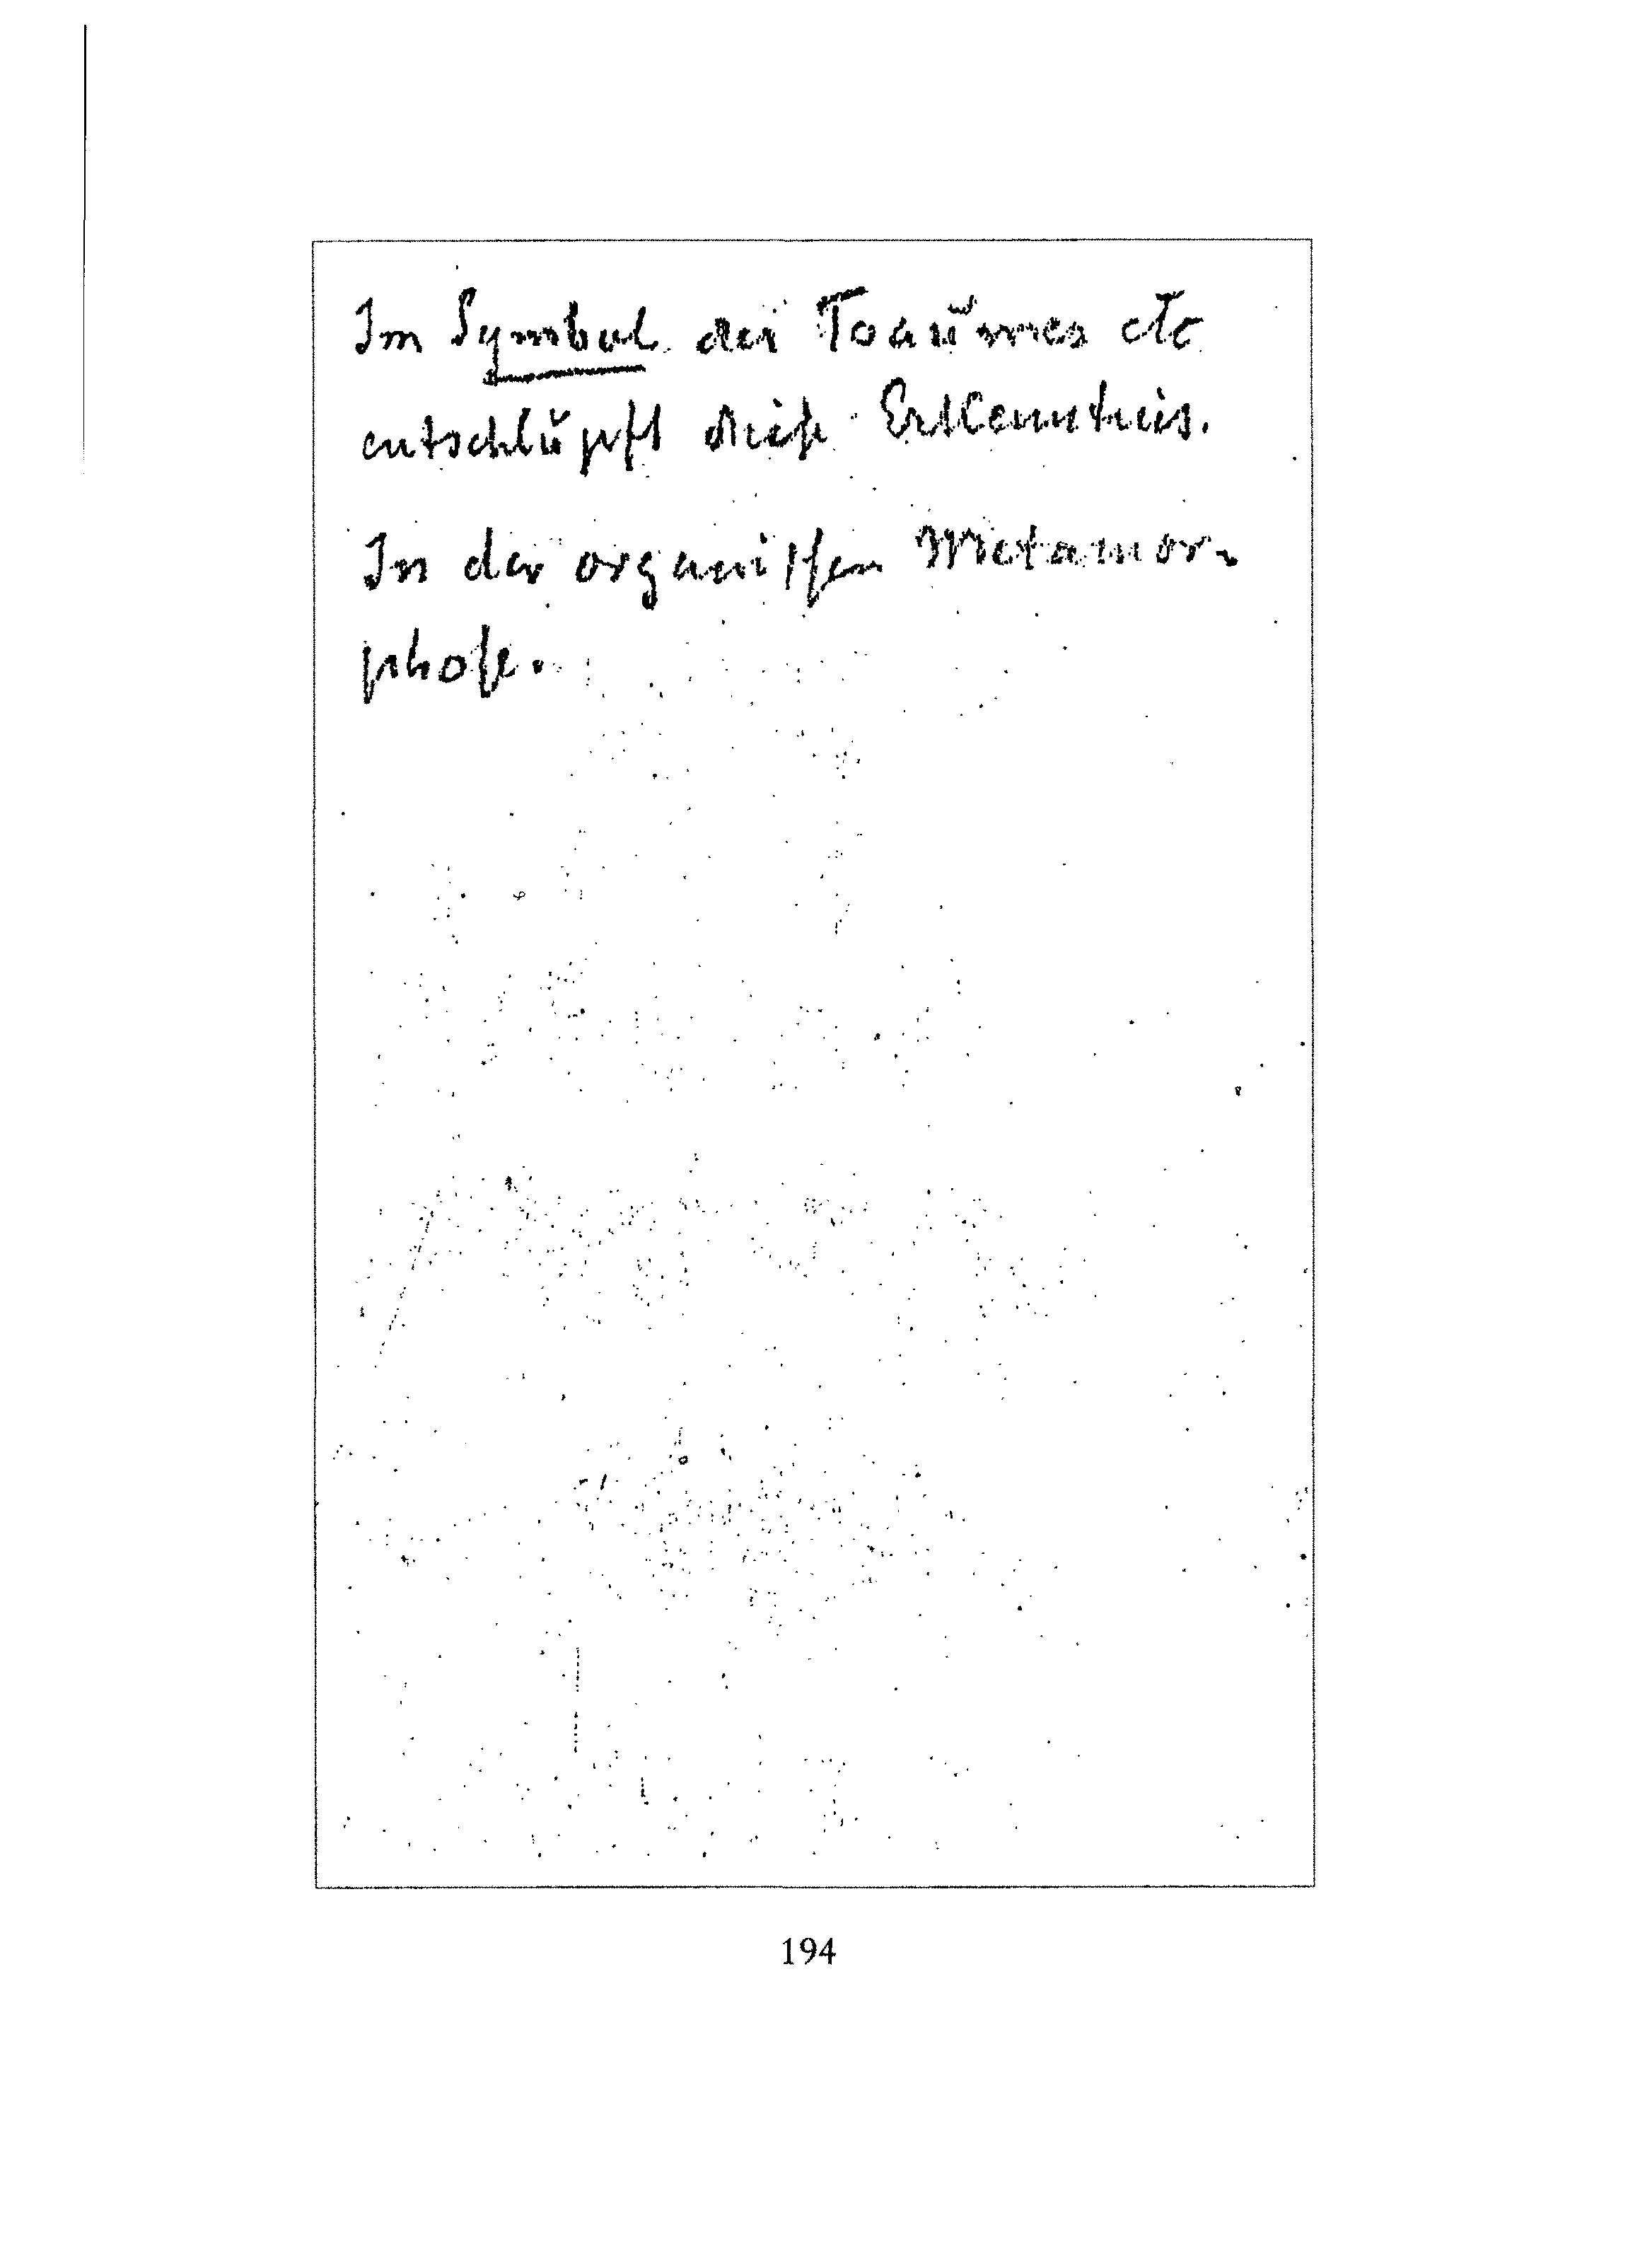 Im Symbol des Traumes etc
entschlüpft diese Erkenntnis.
In der organischen Metamor-
phose.
194